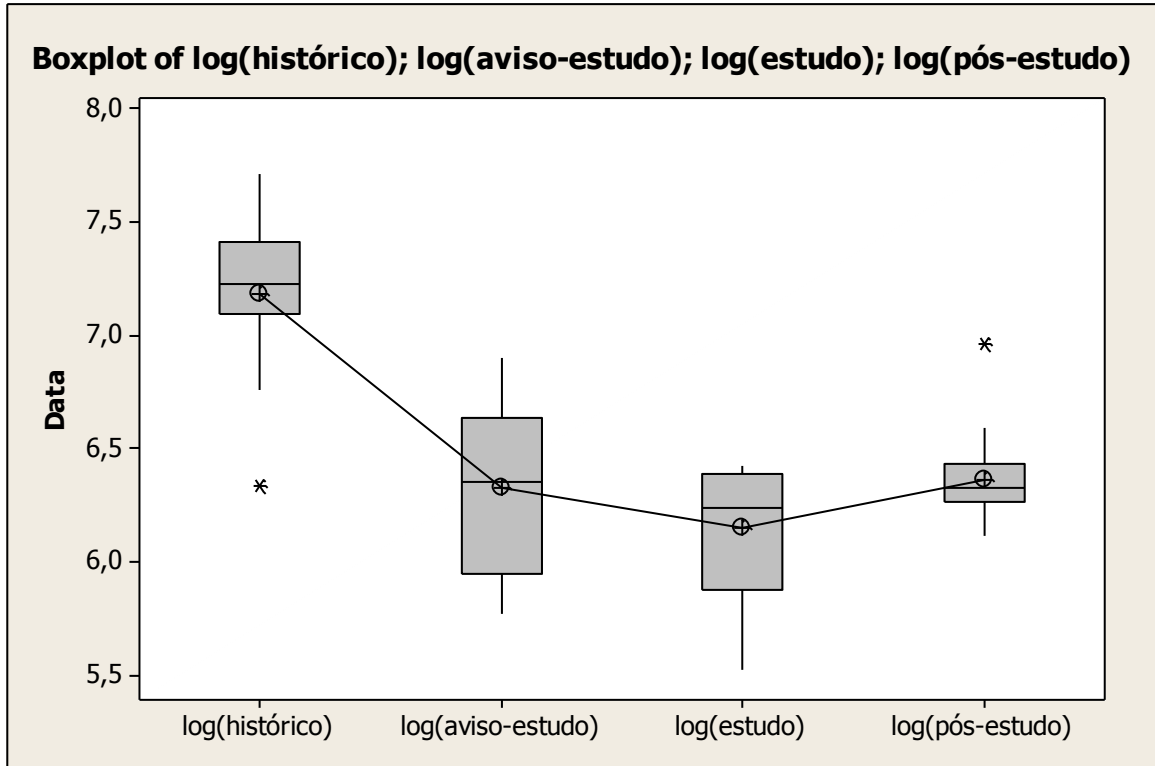 Boxplot of log(histórico); log(aviso-estudo); log(estudo); log(pós-estudo)
8,0
7,5
7,0
6,5
6,0
5,5
Data
log(histórico)
log(aviso-estudo)
log(estudo)
log(pós-estudo)